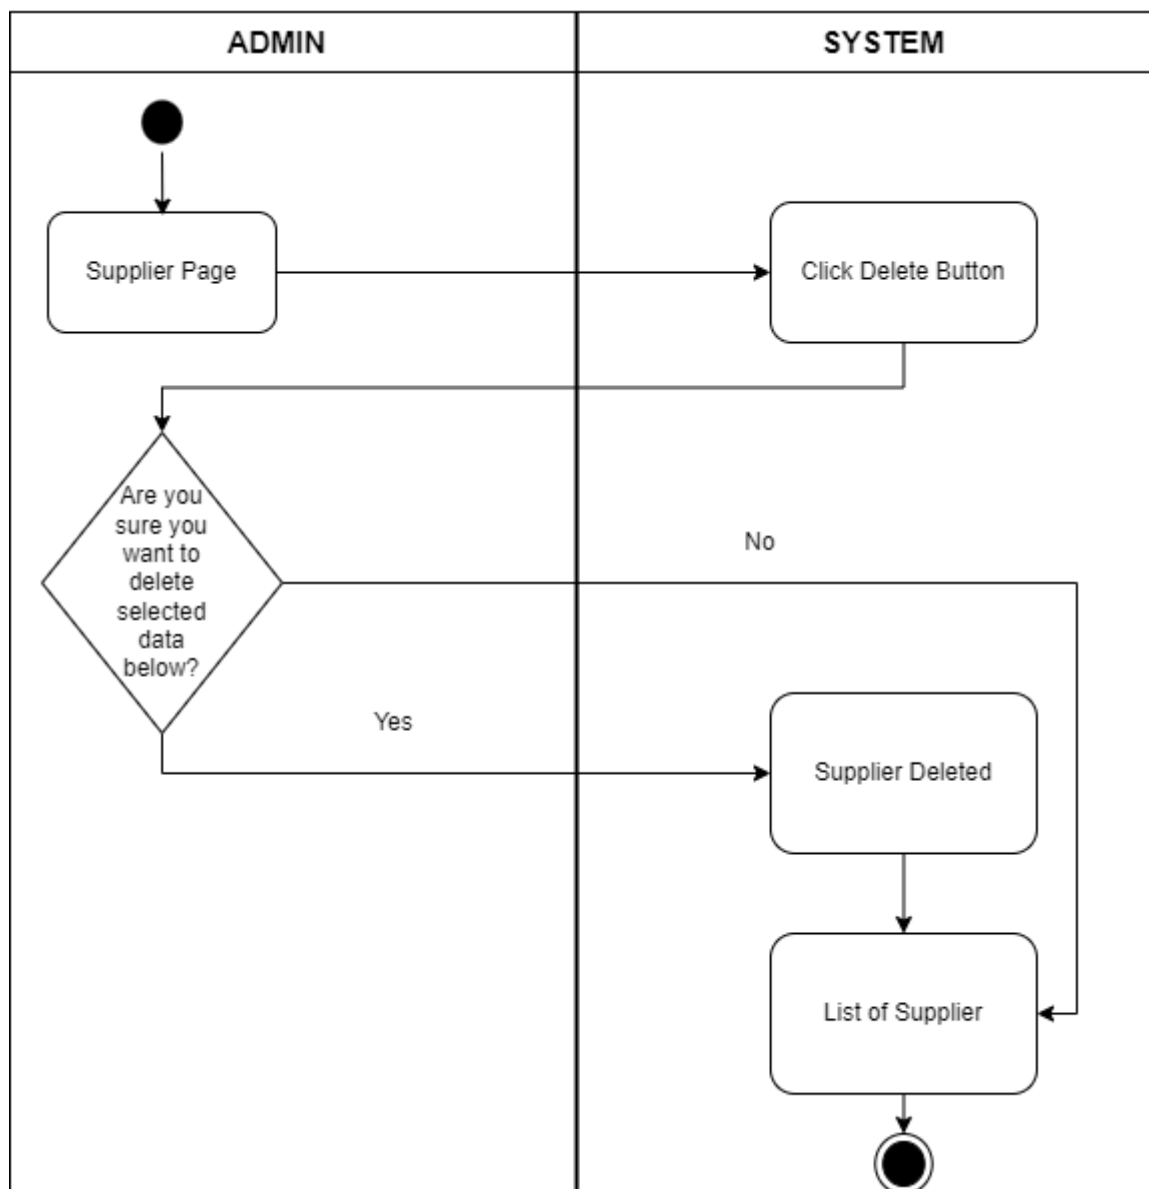 ADMIN
SYSTEM
Supplier Page
Click Delete Button
Are you
sure you
want to
delete
selected
data
below?
No
Yes
Supplier Deleted
List of Supplier